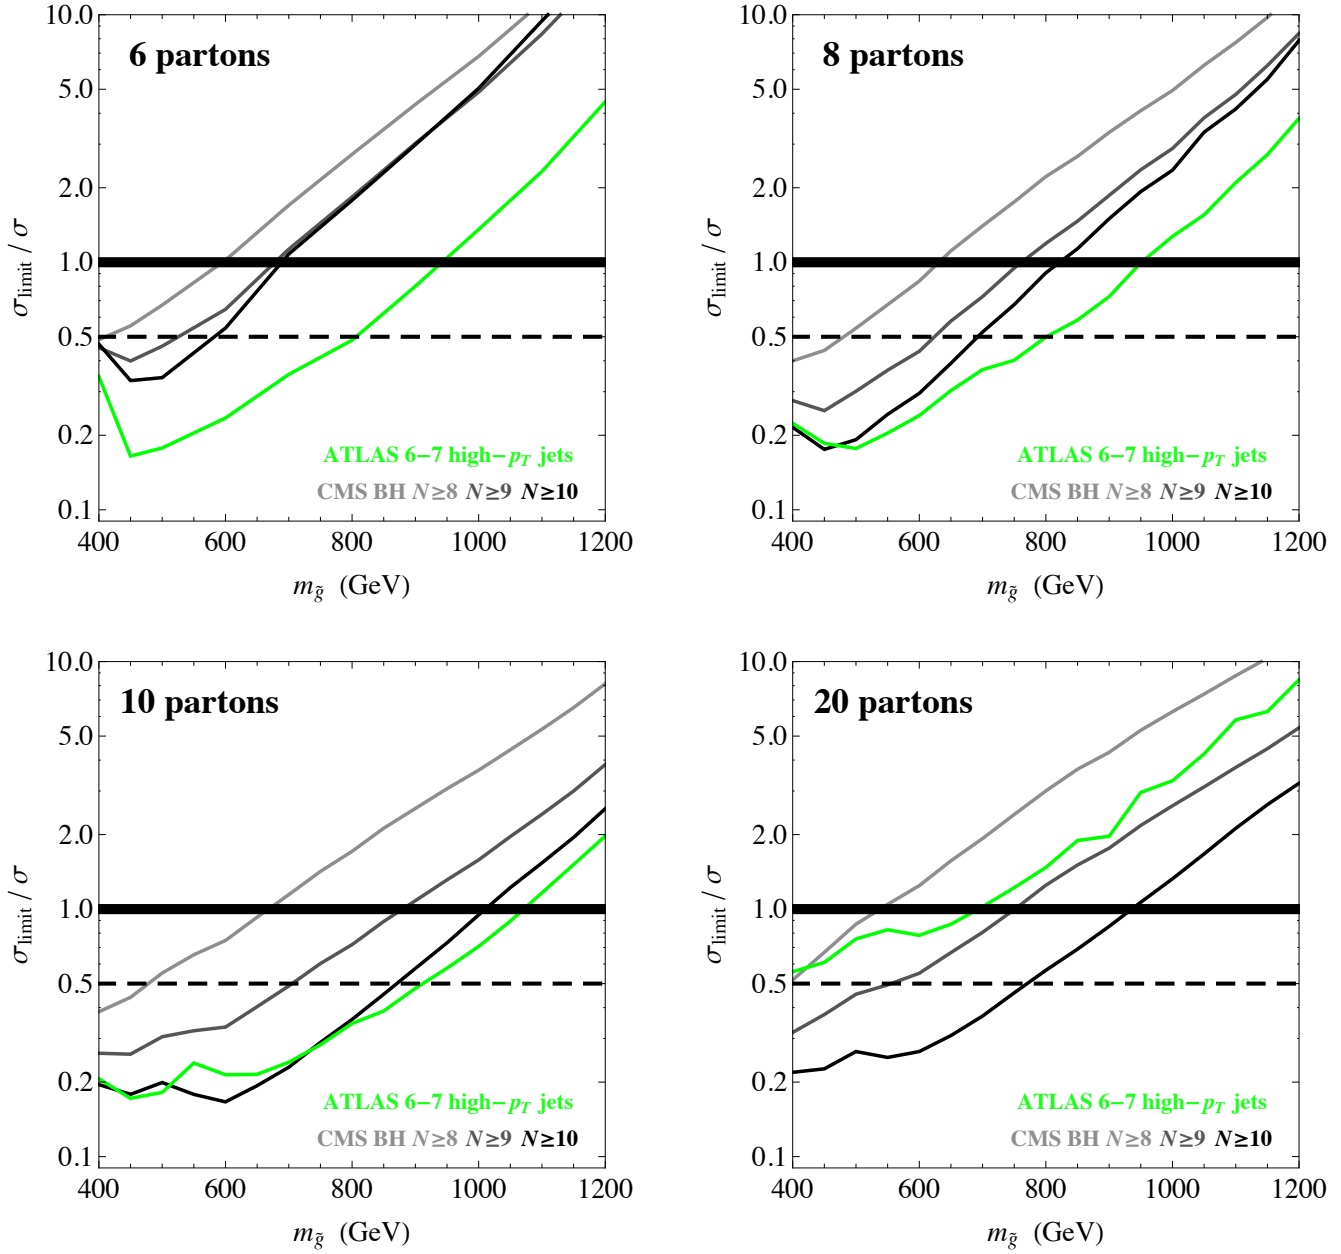 6 partons
10.0
5.0
2.0
1.0
0.5
0.2
0.1
σlimit / σ
ATLAS 6−7 high−pT jets
CMS BH N≥8 N≥9 N≥10
400 600 800 1000 1200
mg̃ (GeV)
8 partons
10.0
5.0
2.0
1.0
0.5
0.2
0.1
σlimit / σ
ATLAS 6−7 high−pT jets
CMS BH N≥8 N≥9 N≥10
400 600 800 1000 1200
mg̃ (GeV)
10 partons
10.0
5.0
2.0
1.0
0.5
0.2
0.1
σlimit / σ
ATLAS 6−7 high−pT jets
CMS BH N≥8 N≥9 N≥10
400 600 800 1000 1200
mg̃ (GeV)
20 partons
10.0
5.0
2.0
1.0
0.5
0.2
0.1
σlimit / σ
ATLAS 6−7 high−pT jets
CMS BH N≥8 N≥9 N≥10
400 600 800 1000 1200
mg̃ (GeV)